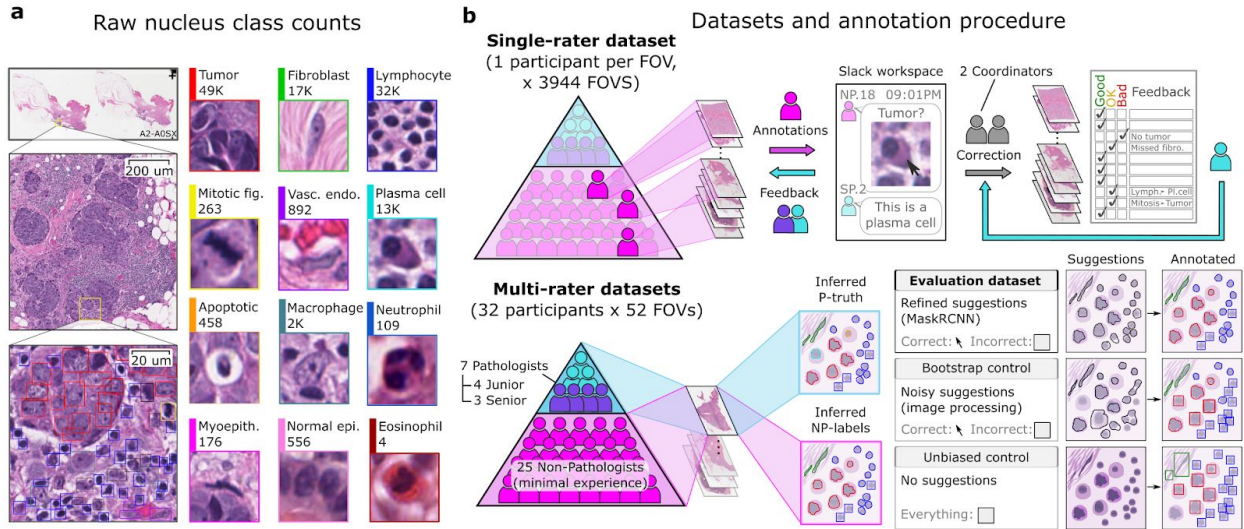 a
Raw nucleus class counts
A2-A0SX
200 um
20 um
Tumor
49K
Fibroblast
17K
Lymphocyte
32K
Mitotic fig.
263
Vasc. endo.
892
Plasma cell
13K
Apoptotic
458
Macrophage
2K
Neutrophil
109
Myoepith.
176
Normal epi.
556
Eosinophil
4
b
Datasets and annotation procedure
Single-rater dataset
(1 participant per FOV,
x 3944 FOVS)
Annotations
Feedback
Slack workspace
NP.18 09:01PM
Tumor?
SP.2
This is a
plasma cell
2 Coordinators
Correction
Good
OK
Bad
Feedback
No tumor
Missed fibro.
Lymph.- Pl.cell
Mitosis-Tumor
Multi-rater datasets
(32 participants x 52 FOVs)
7 Pathologists
4 Junior
3 Senior
25 Non-Pathologists
(minimal experience)
Inferred
P-truth
Inferred
NP-labels
Suggestions
Annotated
Evaluation dataset
Refined suggestions
(MaskRCNN)
Correct: Incorrect:
Bootstrap control
Noisy suggestions
(image processing)
Correct: Incorrect:
Unbiased control
No suggestions
Everything: